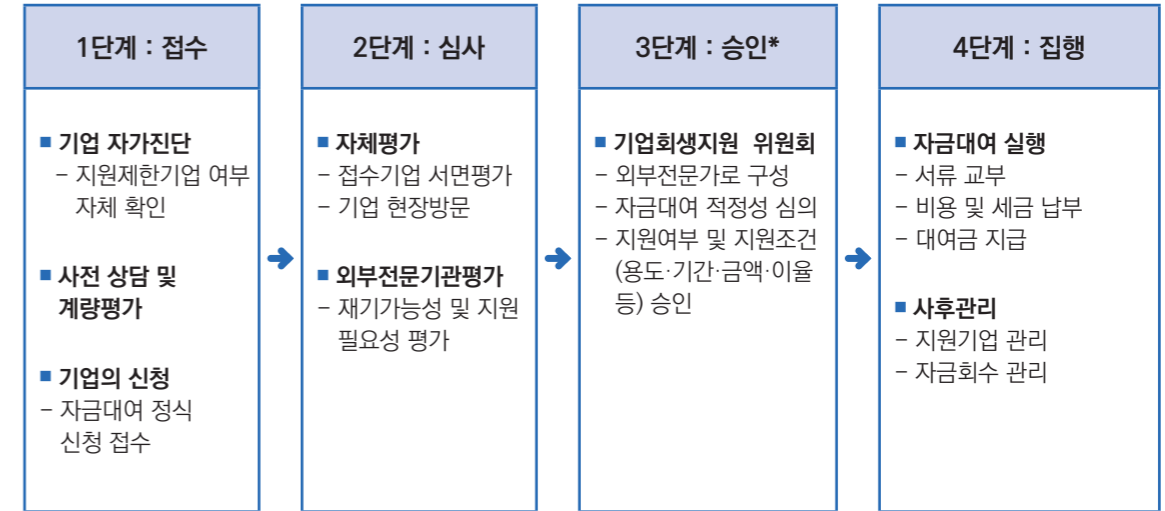 1단계 : 접수
■ 기업 자가진단
- 지원제한기업 여부
자체 확인
■ 사전 상담 및
계량평가
■ 기업의 신청
- 자금대여 정식
신청 접수
2단계 : 심사
■ 자체평가
- 접수기업 서면평가
- 기업 현장방문
■ 외부전문기관평가
- 재기가능성 및 지원
필요성 평가
3단계 : 승인*
■ 기업회생지원 위원회
- 외부전문가로 구성
- 자금대여 적정성 심의
- 지원여부 및 지원조건
(용도·기간·금액·이율
등) 승인
4단계 : 집행
■ 자금대여 실행
- 서류 교부
- 비용 및 세금 납부
- 대여금 지급
■ 사후관리
- 지원기업 관리
- 자금회수 관리